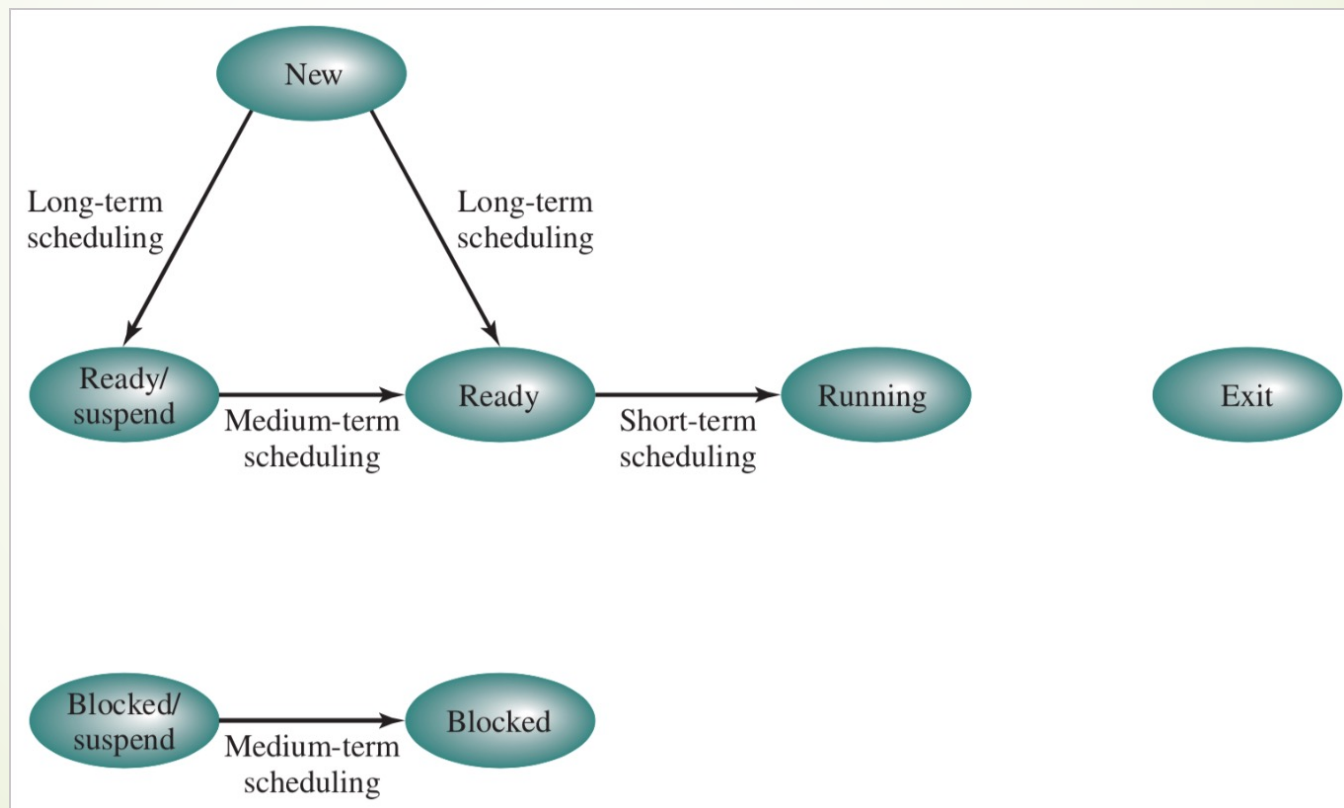 New
Long-term
scheduling
Long-term
scheduling
Ready/
suspend
Medium-term
scheduling
Ready
Short-term
scheduling
Running
Exit
Blocked/
suspend
Medium-term
scheduling
Blocked